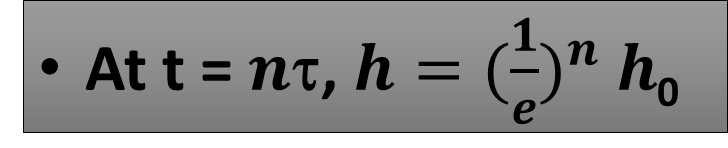 • At t = nτ, h = (1/e)ⁿ h₀